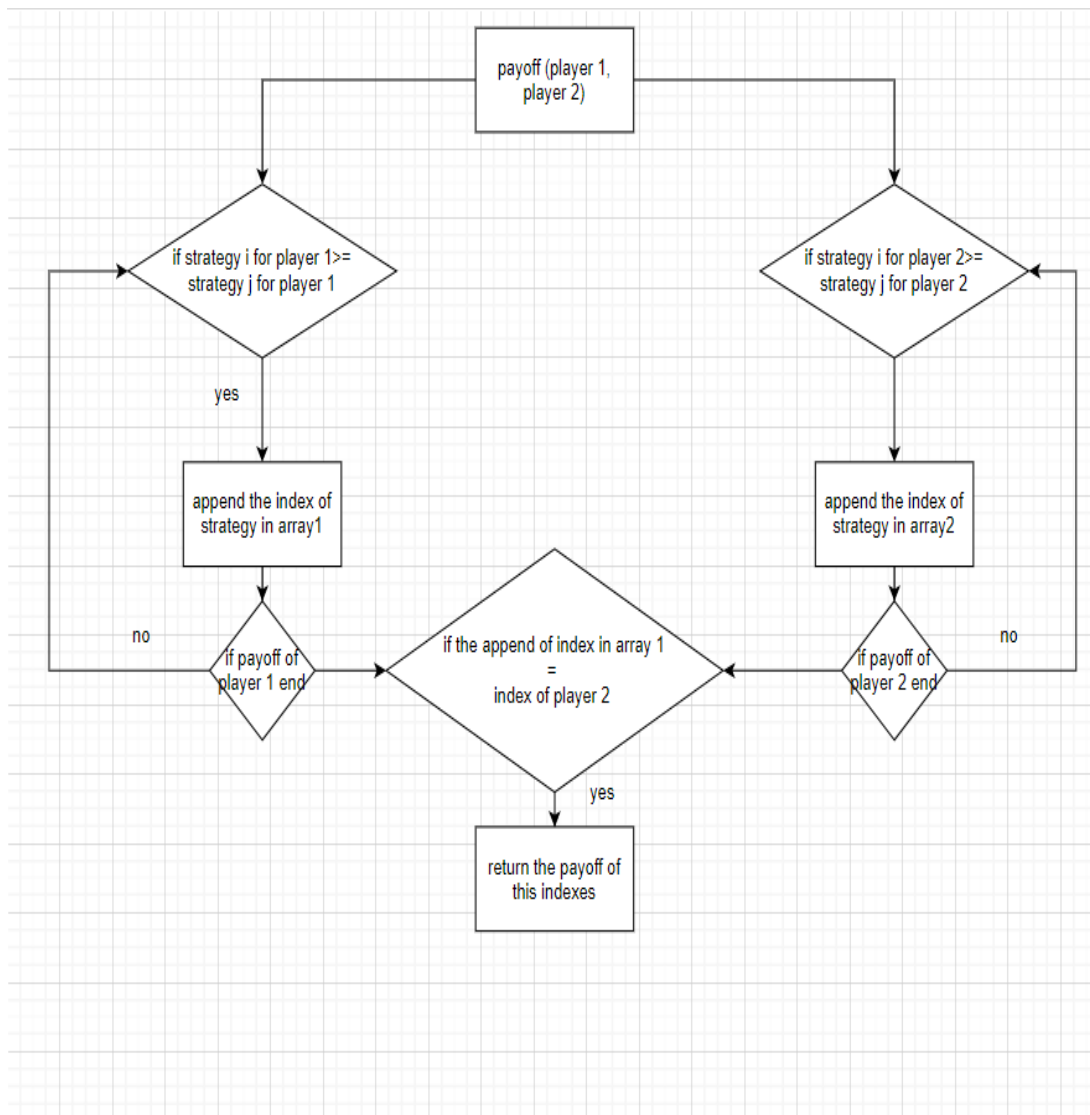 payoff (player 1,
player 2)
if strategy i for player 1>=
strategy j for player 1
if strategy i for player 2>=
strategy j for player 2
yes
append the index of
strategy in array1
append the index of
strategy in array2
no
if payoff of
player 1 end
if the append of index in array 1
=
index of player 2
if payoff of
player 2 end
no
yes
return the payoff of
this indexes